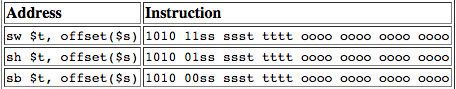 Address Instruction
sw $t, offset($s) 1010 11ss ssst tttt oooo oooo oooo oooo
sh $t, offset($s) 1010 01ss ssst tttt oooo oooo oooo oooo
sb $t, offset($s) 1010 00ss ssst tttt oooo oooo oooo oooo